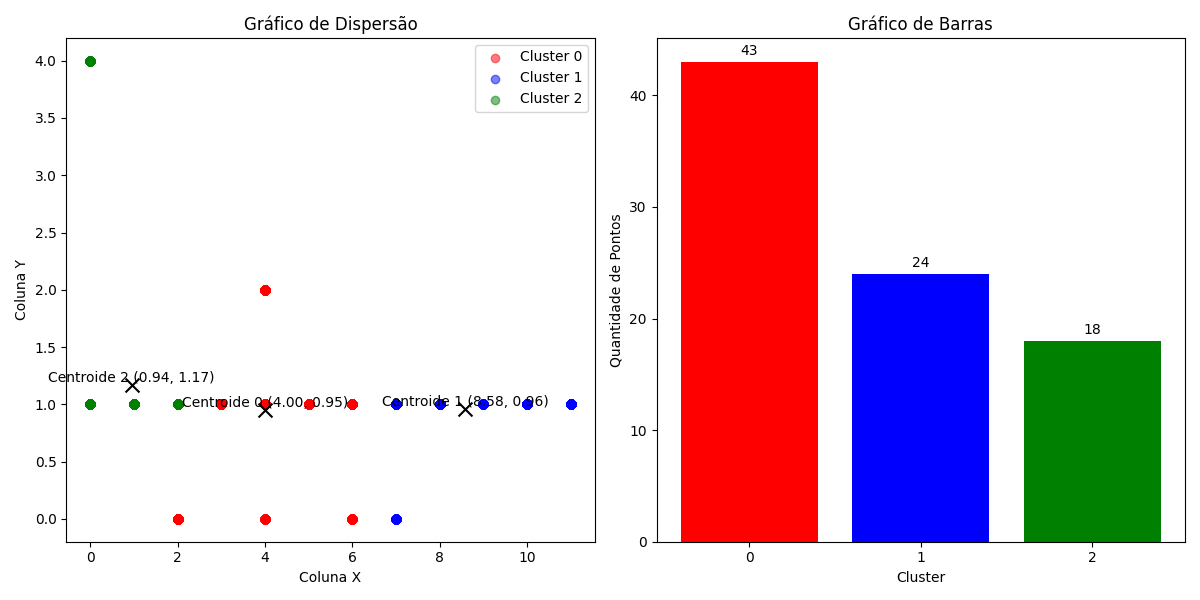 Gráfico de Dispersão
Coluna Y
4.0
3.5
3.0
2.5
2.0
1.5
1.0
0.5
0.0
Cluster 0
Cluster 1
Cluster 2
Centroide 2 (0.94, 1.17)
Centroide 0 (4.00, 0.95)
Centroide 1 (8.58, 0.96)
0 2 4 6 8 10
Coluna X
Gráfico de Barras
Quantidade de Pontos
40
30
20
10
0
43
24
18
0 1 2
Cluster